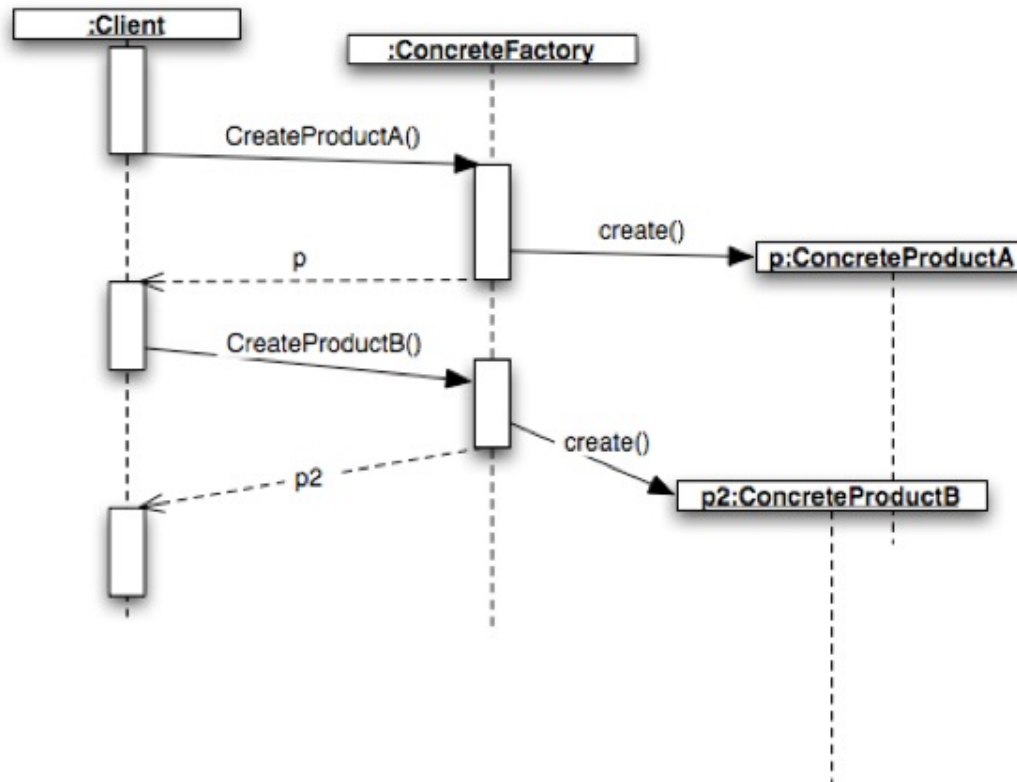 :Client
:ConcreteFactory
CreateProductA()
create()
p:ConcreteProductA
p
CreateProductB()
create()
p2
p2:ConcreteProductB